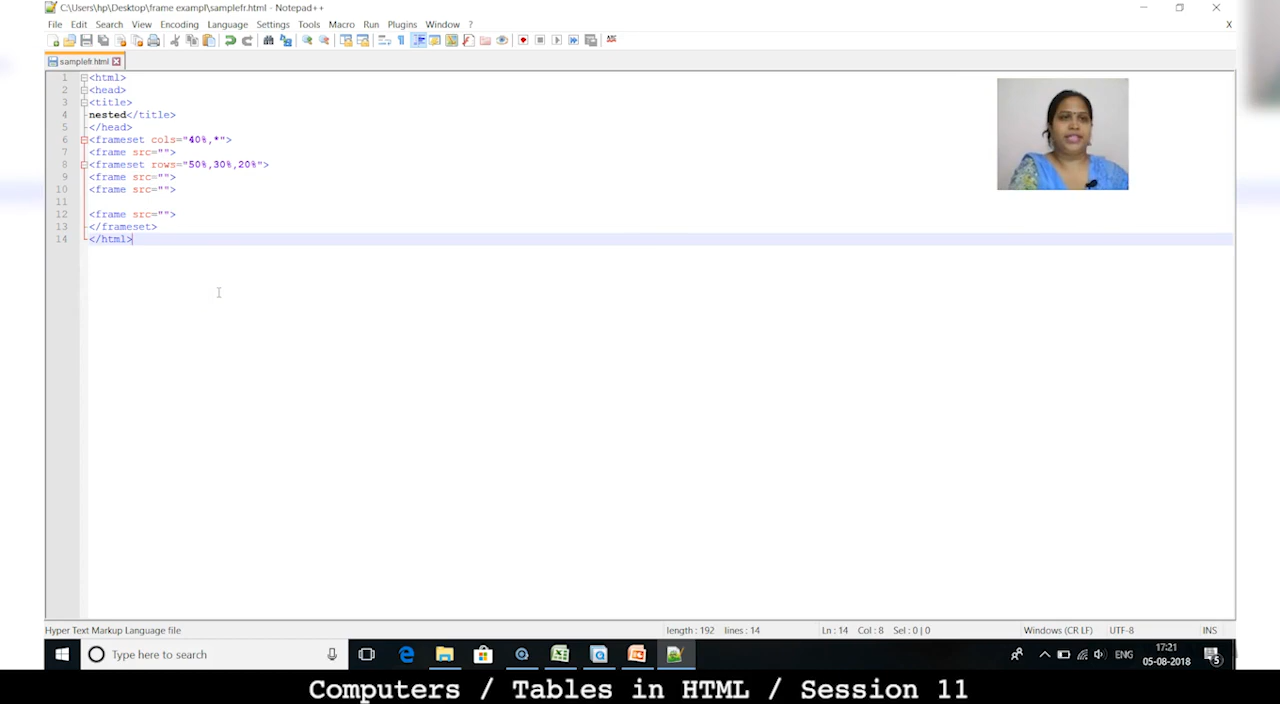 C:\Users\hp\Desktop\frame exampl\samplefr.html - Notepad++
File Edit Search View Encoding Language Settings Tools Macro Run Plugins Window ? X
samplefr.html
1 <html>
2 <head>
3 <title>
4 nested</title>
5 </head>
6 <frameset cols="40%,*">
7 <frame src="">
8 <frameset rows="50%,30%,20%">
9 <frame src="">
10 <frame src="">
11
12 <frame src="">
13 </frameset>
14 </html>
Hyper Text Markup Language file length : 192 lines : 14 Ln : 14 Col : 8 Sel : 0 | 0 Windows (CR LF) UTF-8 INS
Type here to search ENG 17:21
05-08-2018 5
Computers / Tables in HTML / Session 11